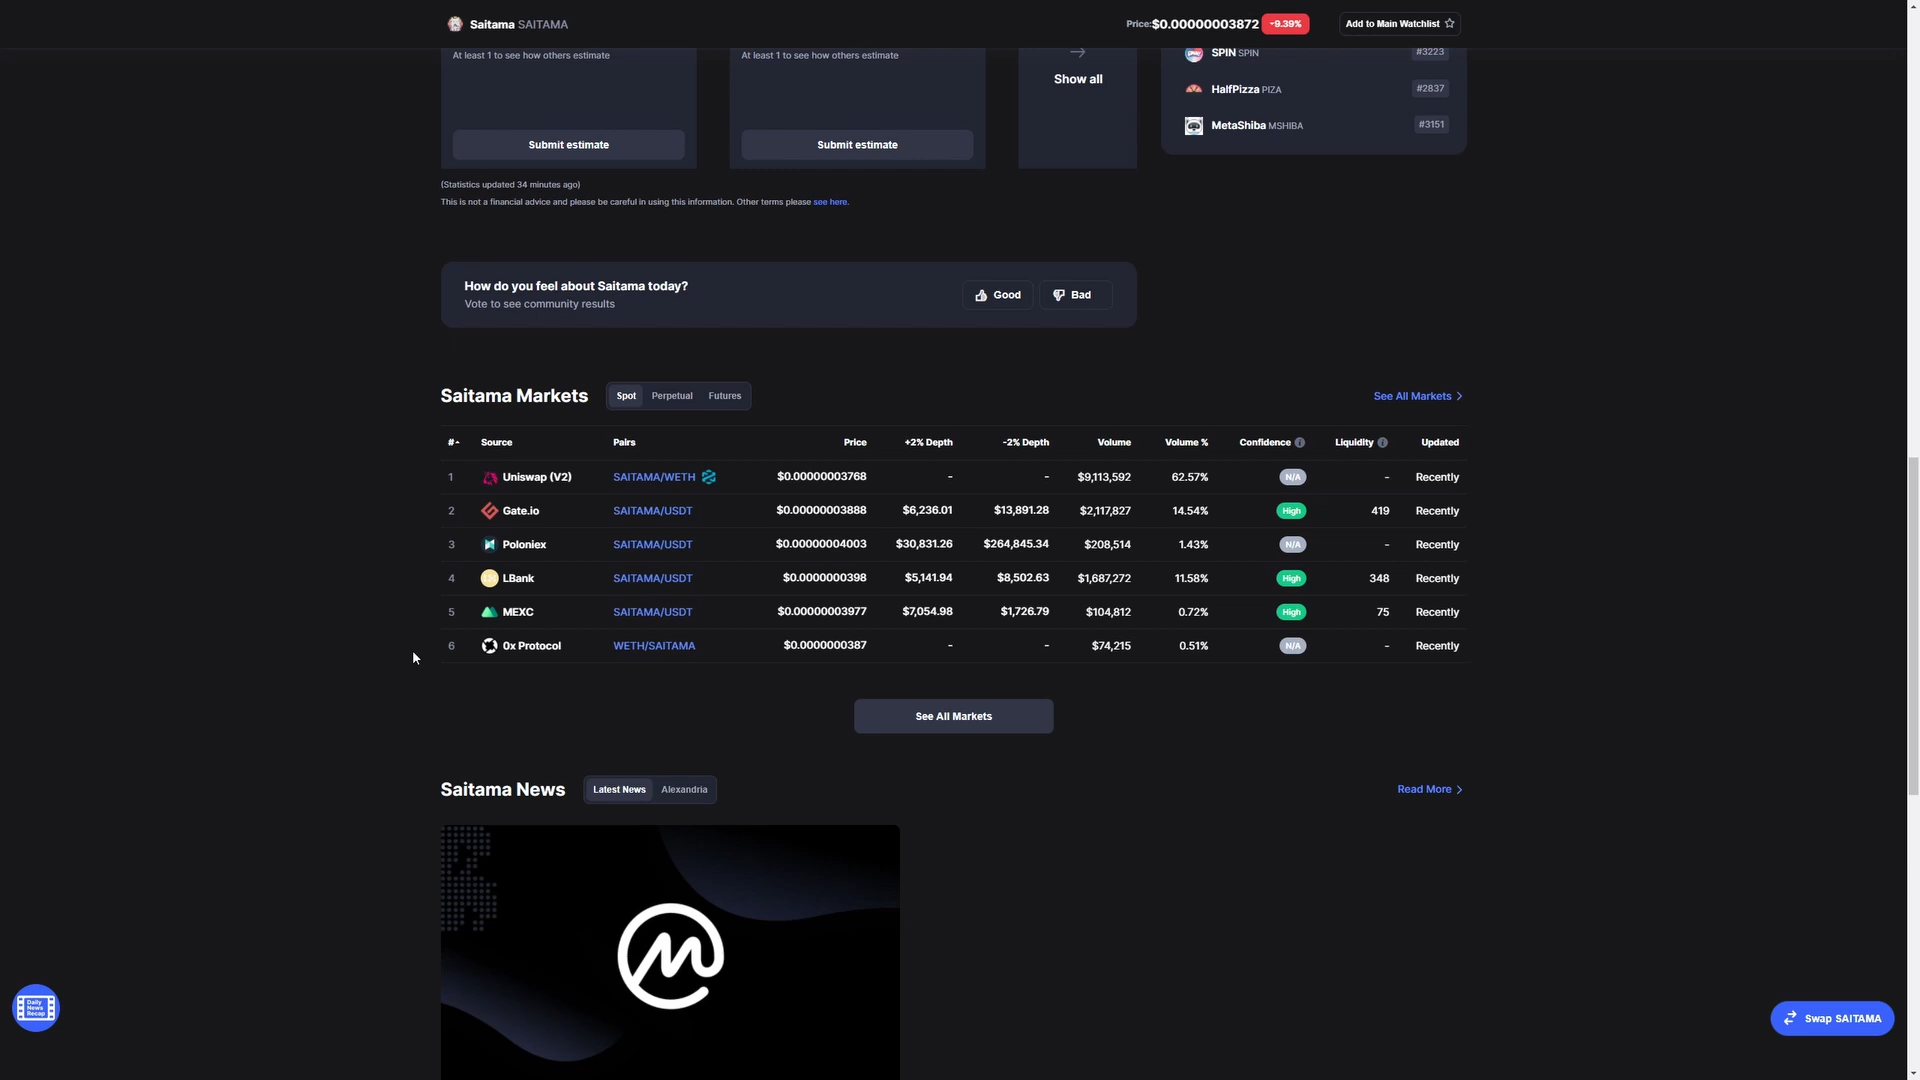 Saitama SAITAMA Price:$0.00000003872 -9.39% Add to Main Watchlist
At least 1 to see how others estimate At least 1 to see how others estimate SPIN SPIN #3223
Show all
HalfPizza PIZA #2837
MetaShiba MSHIBA #3151
Submit estimate Submit estimate
(Statistics updated 34 minutes ago)
This is not a financial advice and please be careful in using this information. Other terms please see here.
How do you feel about Saitama today?
Vote to see community results
Good Bad
Saitama Markets Spot Perpetual Futures See All Markets
# Source Pairs Price +2% Depth -2% Depth Volume Volume % Confidence Liquidity Updated
1 Uniswap (V2) SAITAMA/WETH $0.00000003768 - - $9,113,592 62.57% N/A - Recently
2 Gate.io SAITAMA/USDT $0.00000003888 $6,236.01 $13,891.28 $2,117,827 14.54% High 419 Recently
3 Poloniex SAITAMA/USDT $0.00000004003 $30,831.26 $264,845.34 $208,514 1.43% N/A - Recently
4 LBank SAITAMA/USDT $0.0000000398 $5,141.94 $8,502.63 $1,687,272 11.58% High 348 Recently
5 MEXC SAITAMA/USDT $0.00000003977 $7,054.98 $1,726.79 $104,812 0.72% High 75 Recently
6 0x Protocol WETH/SAITAMA $0.0000000387 - - $74,215 0.51% N/A - Recently
See All Markets
Saitama News Latest News Alexandria Read More
Daily
News
Recap
Swap SAITAMA